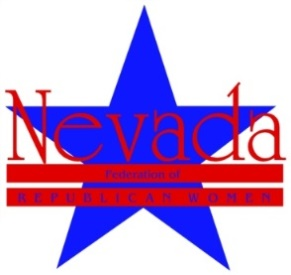 Nevada
Federation of
REPUBLICAN WOMEN